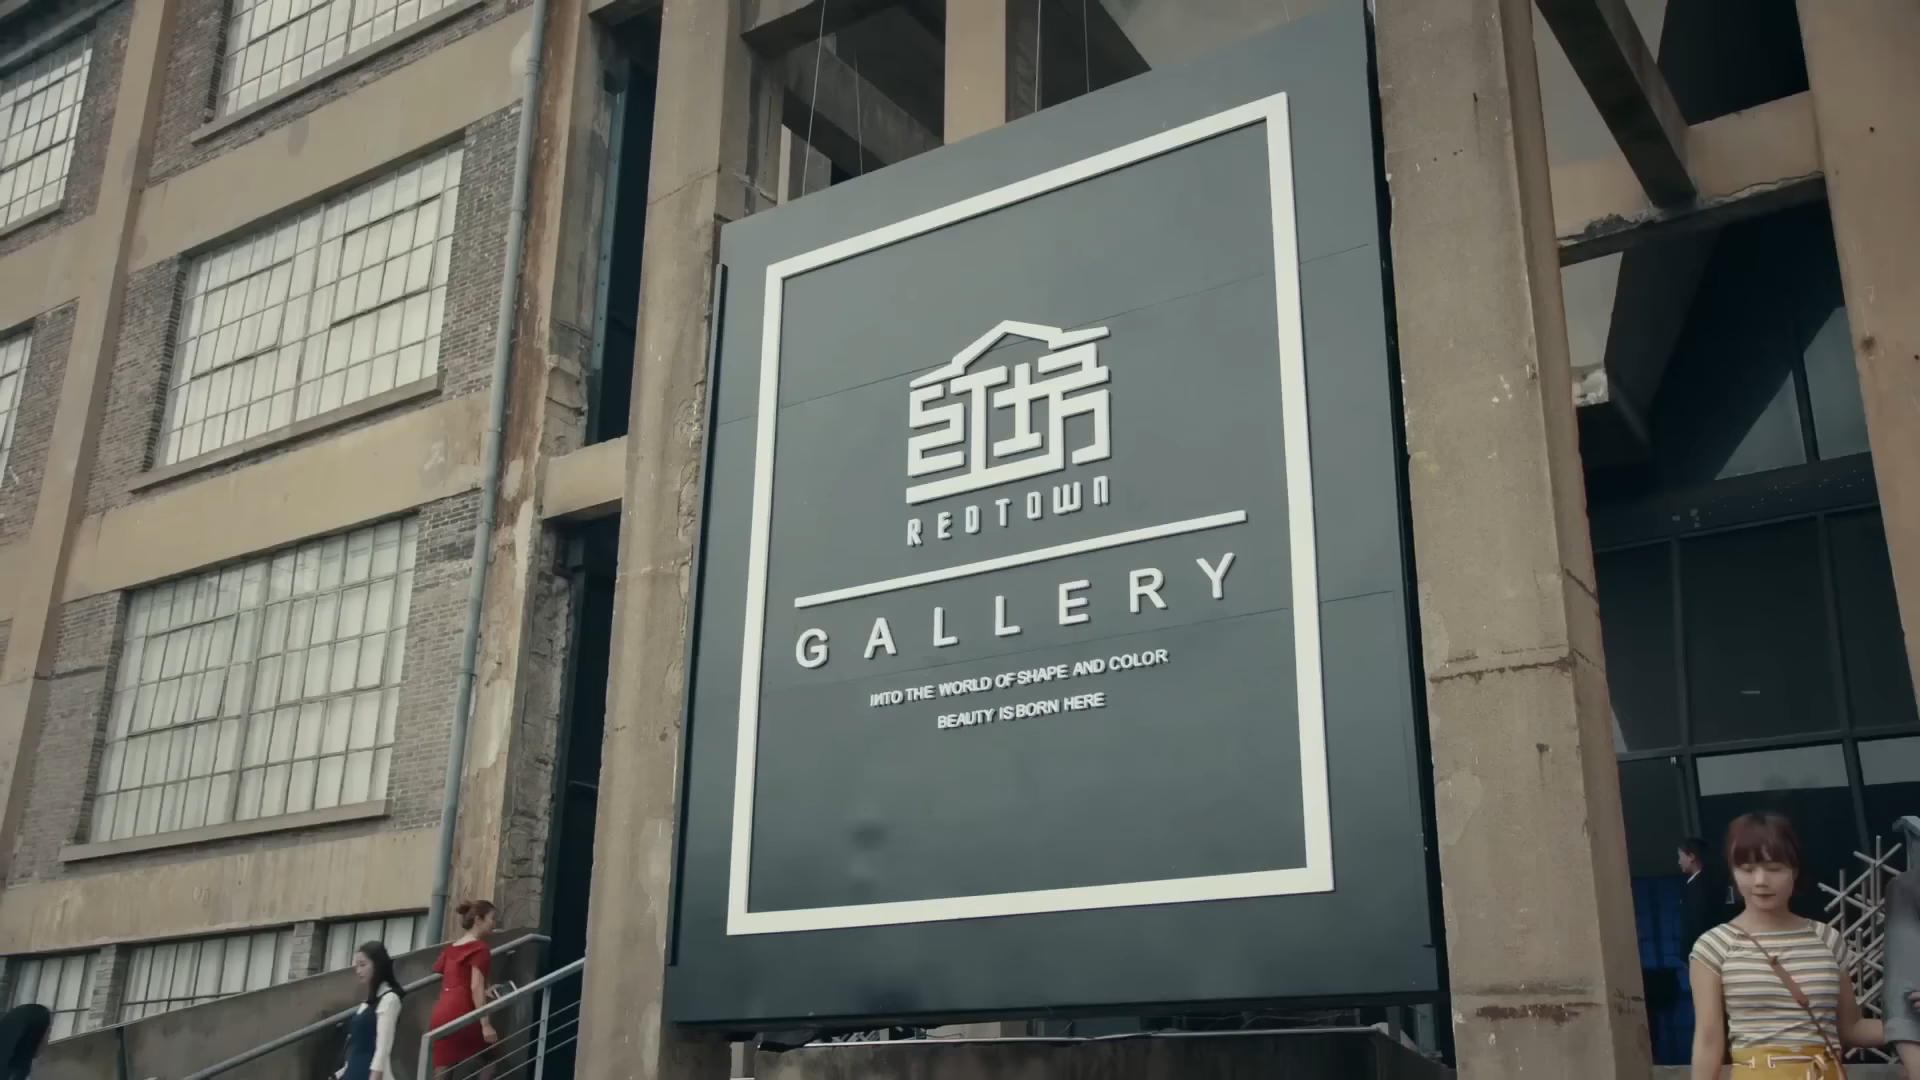 红坊
REDTOWN
GALLERY
INTO THE WORLD OF SHAPE AND COLOR
BEAUTY IS BORN HERE